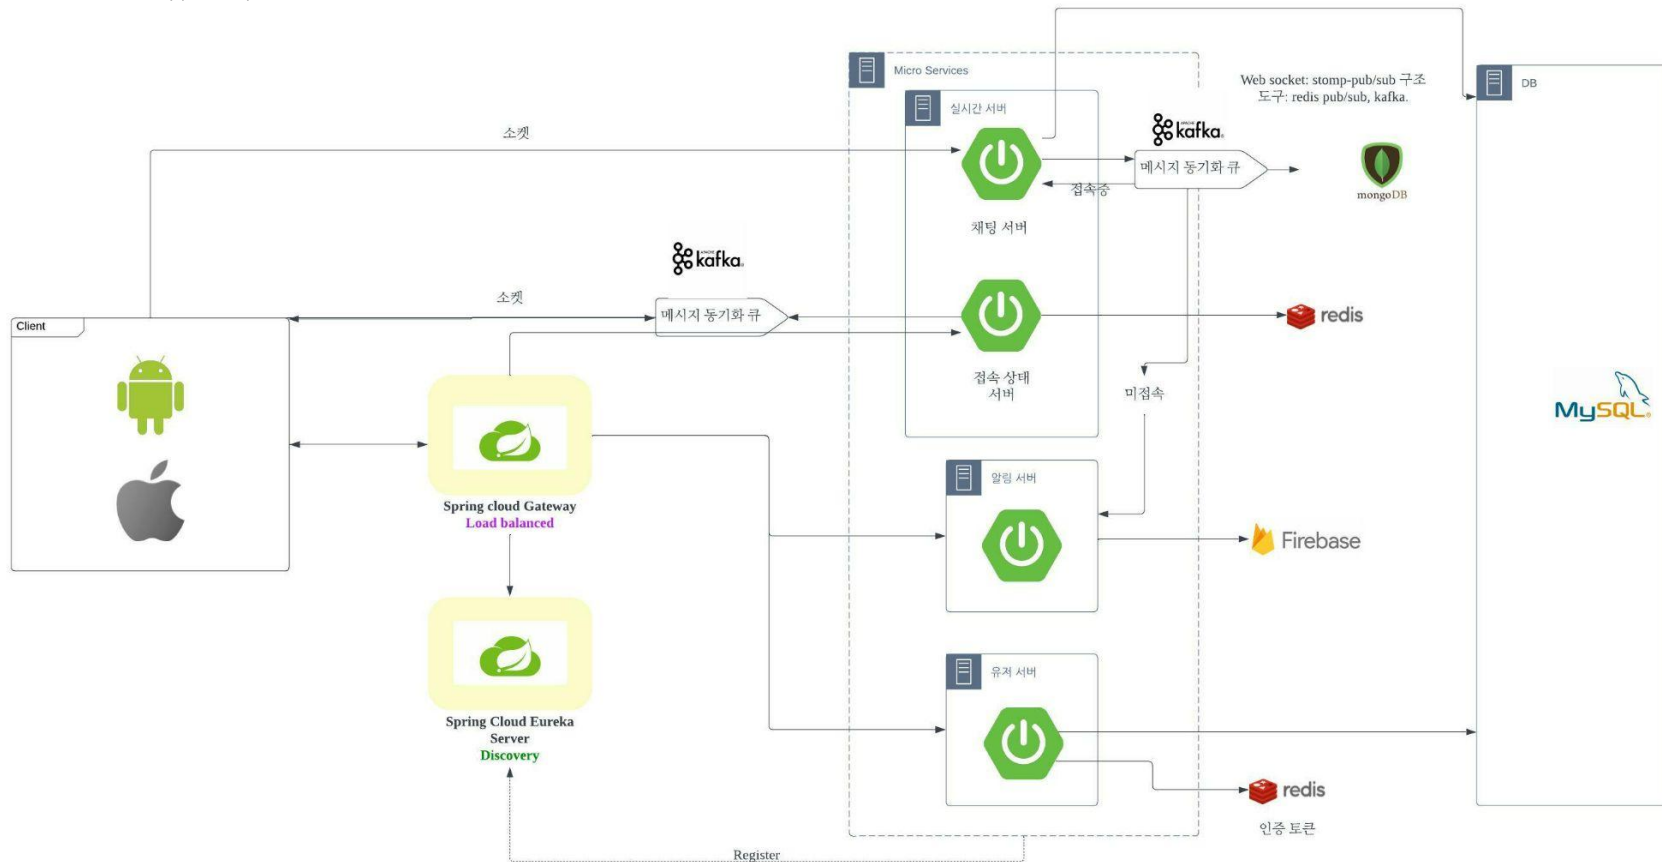 Micro Services
실시간 서버
Web socket: stomp-pub/sub 구조
도구: redis pub/sub, kafka.
DB
소켓
APACHE
kafka
메시지 동기화 큐
접속중
mongoDB
채팅 서버
APACHE
kafka
소켓
메시지 동기화 큐
redis
Client
접속 상태
서버
미접속
MySQL
Spring cloud Gateway
Load balanced
알림 서버
Firebase
유저 서버
Spring Cloud Eureka
Server
Discovery
redis
인증 토큰
Register